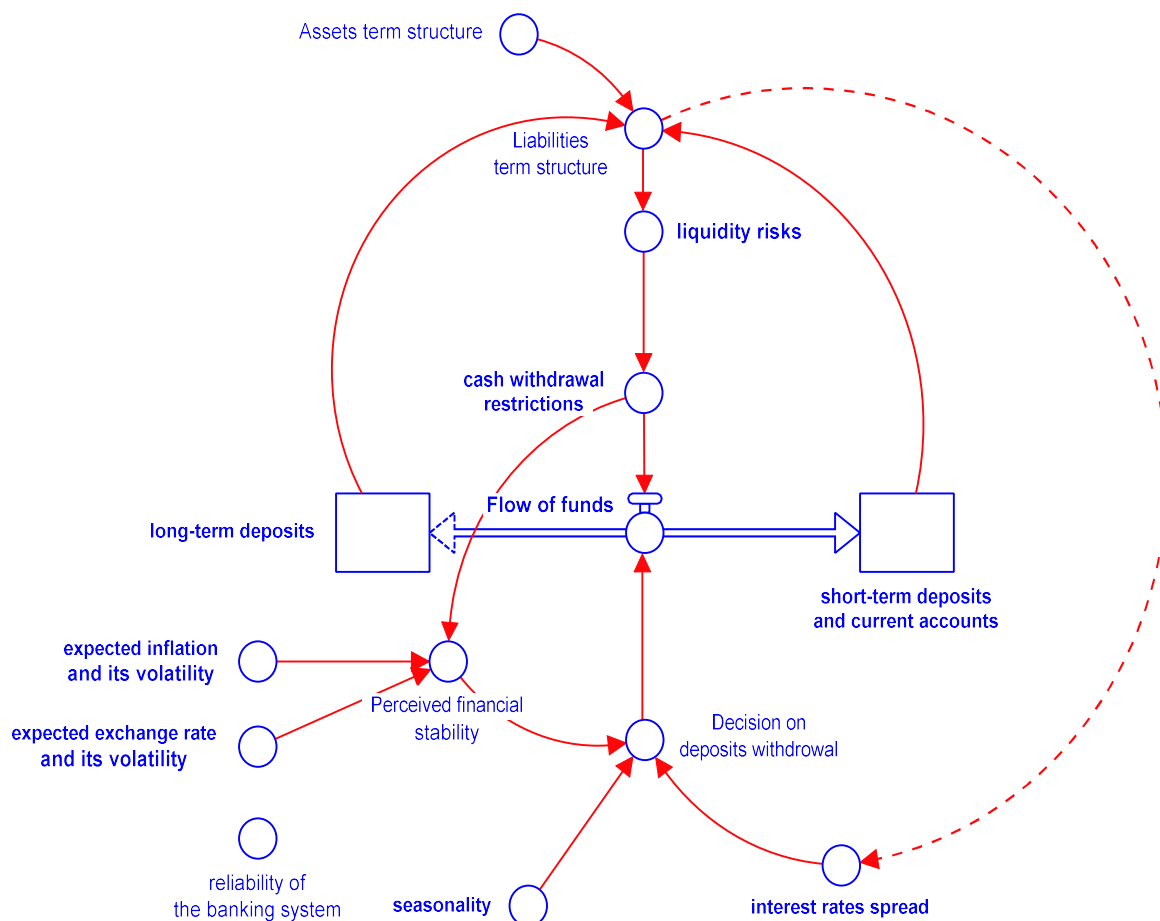 Assets term structure
Liabilities
term structure
liquidity risks
cash withdrawal
restrictions
Flow of funds
long-term deposits
short-term deposits
and current accounts
expected inflation
and its volatility
Perceived financial
stability
expected exchange rate
and its volatility
Decision on
deposits withdrowal
reliability of
the banking system
seasonality
interest rates spread